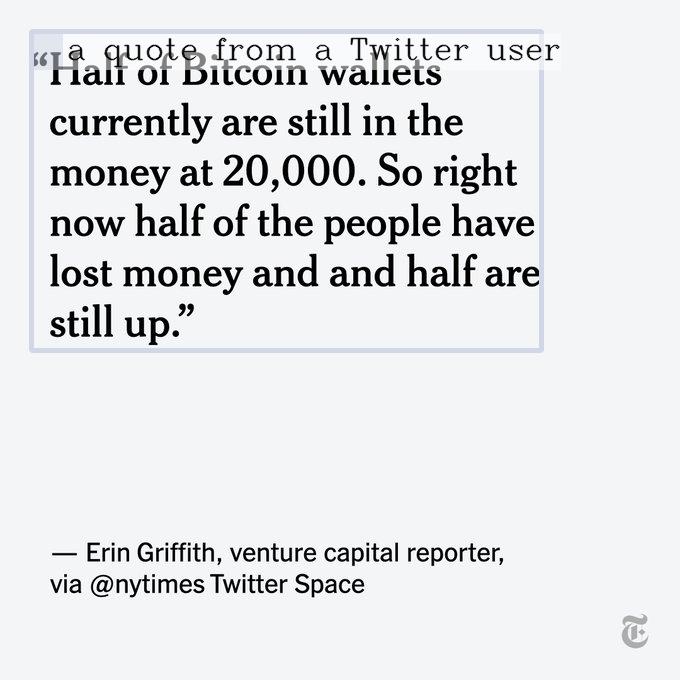 a quote from a Twitter user
“Half of Bitcoin wallets
currently are still in the
money at 20,000. So right
now half of the people have
lost money and and half are
still up.”
— Erin Griffith, venture capital reporter,
via @nytimes Twitter Space
T